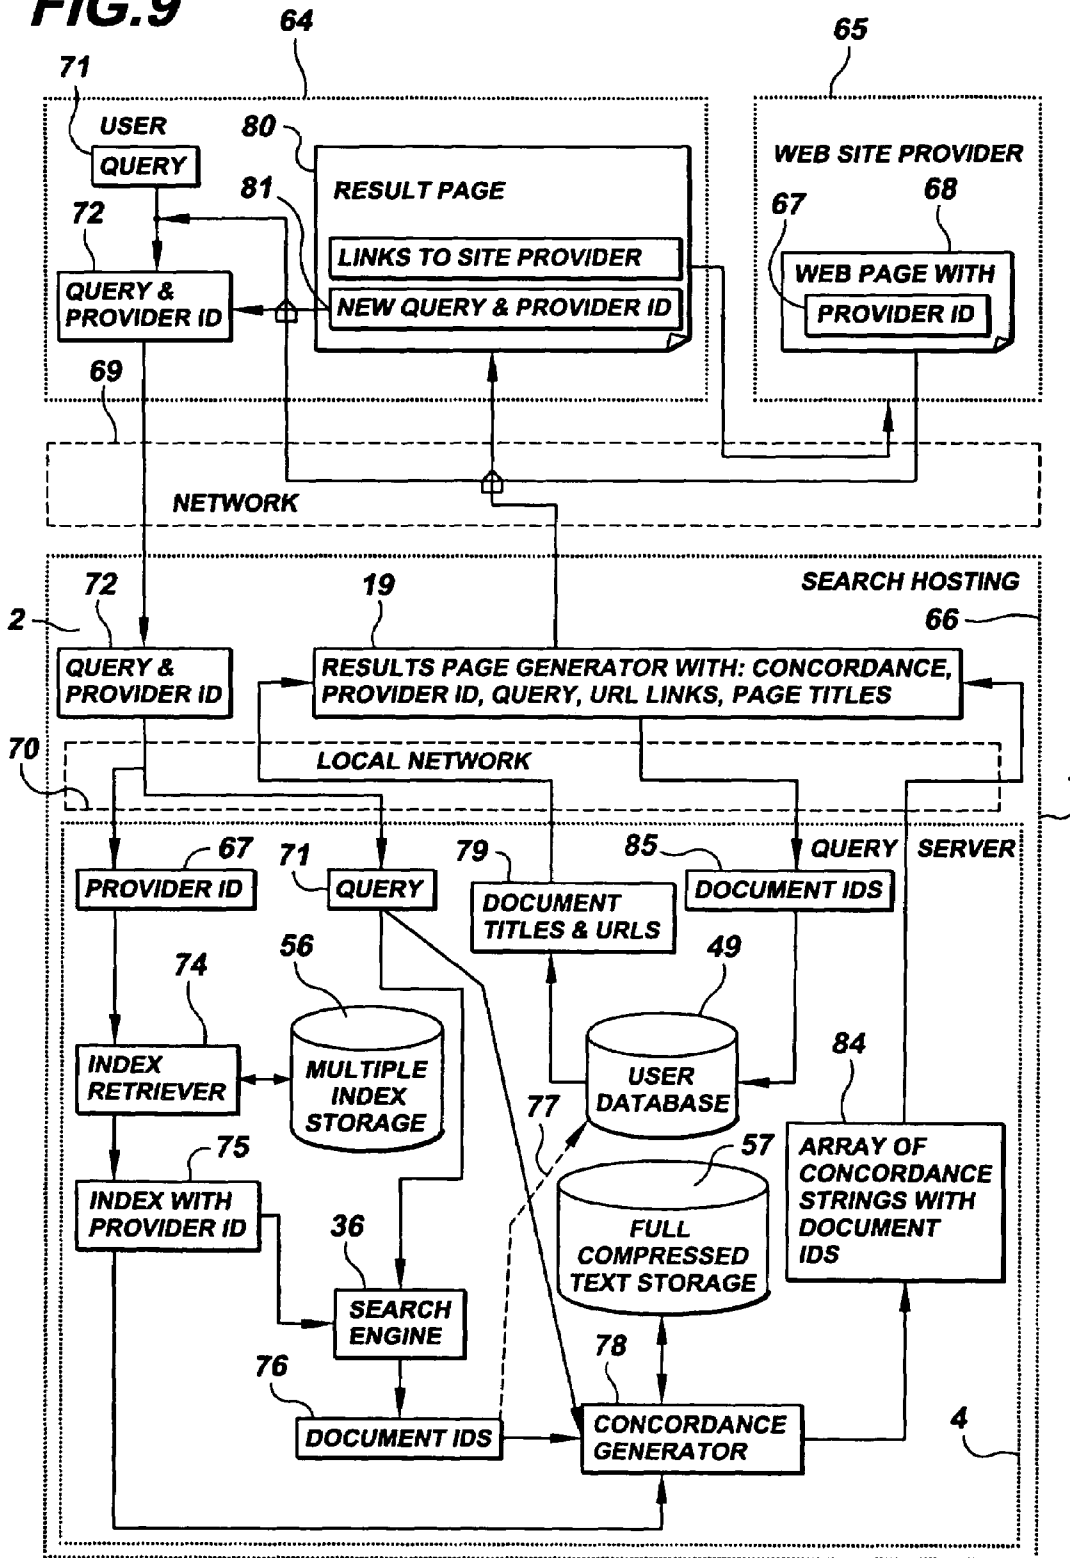 FIG.9
64
65
71
USER
QUERY
80
RESULT PAGE
WEB SITE PROVIDER
81
72
67
68
LINKS TO SITE PROVIDER
WEB PAGE WITH
PROVIDER ID
QUERY &
PROVIDER ID
NEW QUERY & PROVIDER ID
69
NETWORK
SEARCH HOSTING
72
19
2
66
QUERY &
PROVIDER ID
RESULTS PAGE GENERATOR WITH: CONCORDANCE,
PROVIDER ID, QUERY, URL LINKS, PAGE TITLES
70
LOCAL NETWORK
67
71
79
85
QUERY SERVER
PROVIDER ID
QUERY
DOCUMENT
TITLES & URLS
DOCUMENT IDS
74
56
49
84
INDEX
RETRIEVER
MULTIPLE
INDEX
STORAGE
USER
DATABASE
77
75
57
ARRAY OF
CONCORDANCE
STRINGS WITH
DOCUMENT
IDS
INDEX WITH
PROVIDER ID
36
FULL
COMPRESSED
TEXT STORAGE
SEARCH
ENGINE
76
78
DOCUMENT IDS
CONCORDANCE
GENERATOR
4